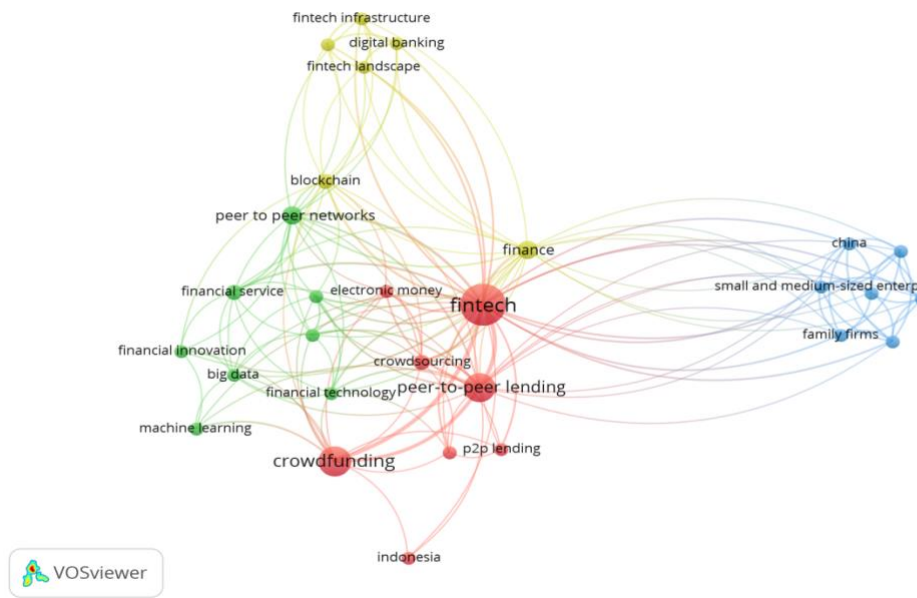 fintech infrastructure
digital banking
fintech landscape
blockchain
peer to peer networks
finance
china
financial service
electronic money
small and medium-sized enterp
fintech
family firms
financial innovation
crowdsourcing
big data
financial technology
peer-to-peer lending
machine learning
p2p lending
crowdfunding
indonesia
VOSviewer